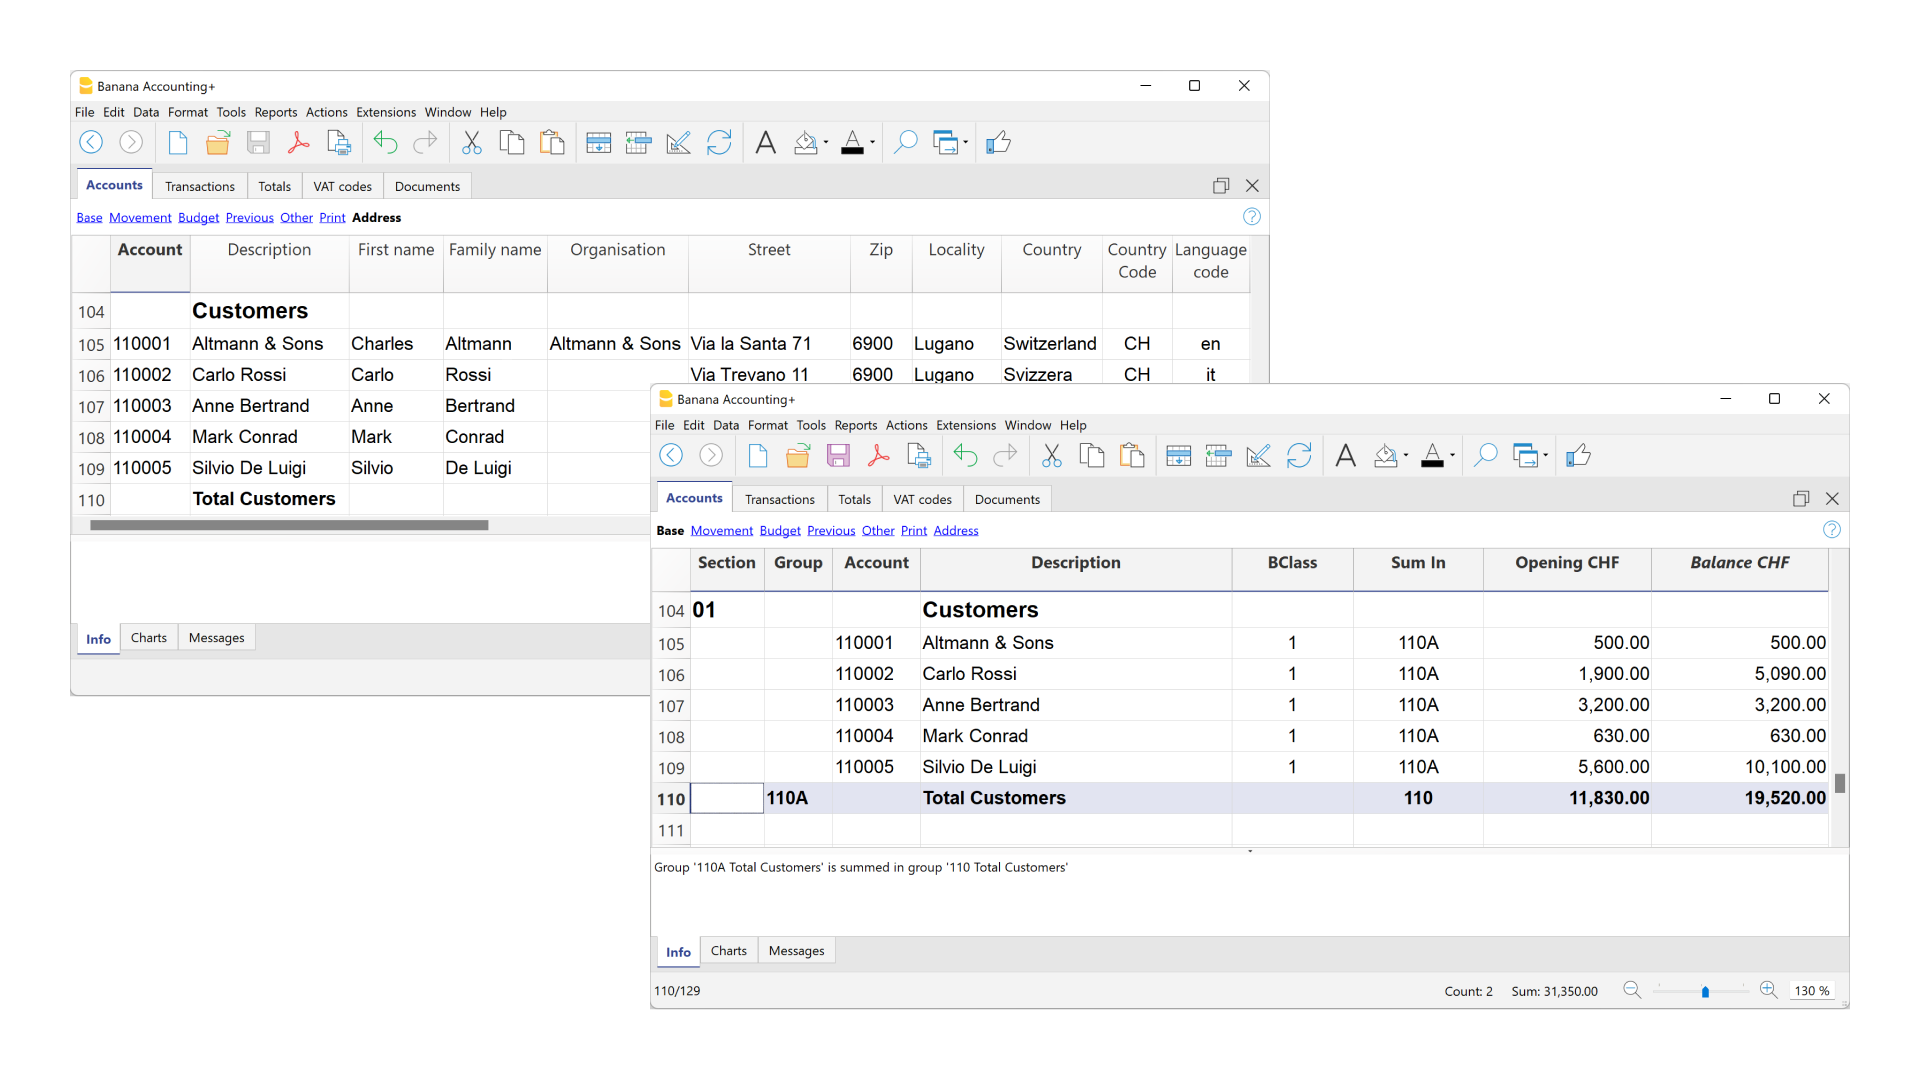 Banana Accounting+
File Edit Data Format Tools Reports Actions Extensions Window Help
Accounts Transactions Totals VAT codes Documents
Base Movement Budget Previous Other Print Address
Account Description First name Family name Organisation Street Zip Locality Country Country Code Language code
104 Customers
105 110001 Altmann & Sons Charles Altmann Altmann & Sons Via la Santa 71 6900 Lugano Switzerland CH en
106 110002 Carlo Rossi Carlo Rossi Via Trevano 11 6900 Lugano Svizzera CH it
107 110003 Anne Bertrand Anne Bertrand
108 110004 Mark Conrad Mark Conrad
109 110005 Silvio De Luigi Silvio De Luigi
110 Total Customers
Info Charts Messages
Banana Accounting+
File Edit Data Format Tools Reports Actions Extensions Window Help
Accounts Transactions Totals VAT codes Documents
Base Movement Budget Previous Other Print Address
Section Group Account Description BClass Sum In Opening CHF Balance CHF
104 01 Customers
105 110001 Altmann & Sons 1 110A 500.00 500.00
106 110002 Carlo Rossi 1 110A 1,900.00 5,090.00
107 110003 Anne Bertrand 1 110A 3,200.00 3,200.00
108 110004 Mark Conrad 1 110A 630.00 630.00
109 110005 Silvio De Luigi 1 110A 5,600.00 10,100.00
110 110A Total Customers 110 11,830.00 19,520.00
111
Group '110A Total Customers' is summed in group '110 Total Customers'
Info Charts Messages
110/129 Count: 2 Sum: 31,350.00 130 %